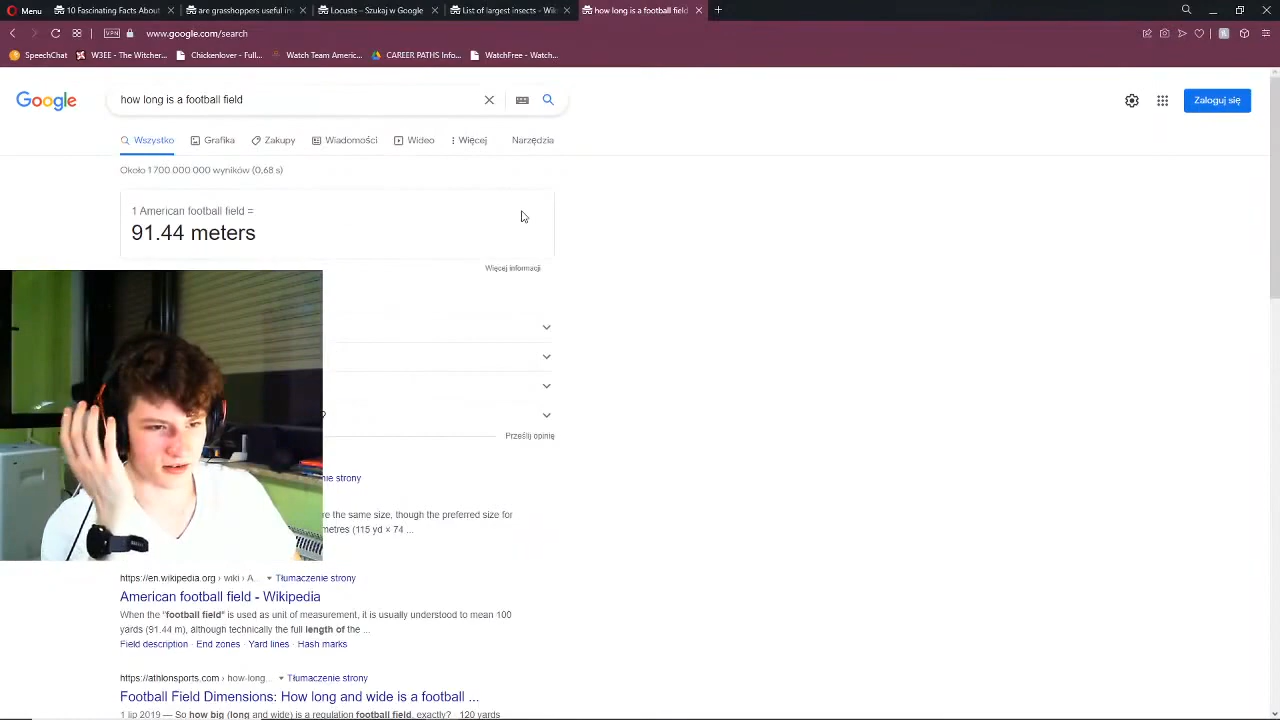 Menu
10 Fascinating Facts About
are grasshoppers useful ins
Locusts – Szukaj w Google
List of largest insects - Wik
how long is a football field
VPN
www.google.com/search
SpeechChat
W3EE - The Witcher...
Chickenlover - Full...
Watch Team Americ...
CAREER PATHs Info...
WatchFree - Watch...
Google
how long is a football field
Zaloguj się
Wszystko
Grafika
Zakupy
Wiadomości
Wideo
Więcej
Narzędzia
Około 1 700 000 000 wyników (0,68 s)
1 American football field =
91.44 meters
Więcej informacji
?
Prześlij opinię
nie strony
re the same size, though the preferred size for
metres (115 yd × 74 ...
https://en.wikipedia.org › wiki › A... Tłumaczenie strony
American football field - Wikipedia
When the "football field" is used as unit of measurement, it is usually understood to mean 100
yards (91.44 m), although technically the full length of the ...
Field description · End zones · Yard lines · Hash marks
https://athlonsports.com › how-long... Tłumaczenie strony
Football Field Dimensions: How long and wide is a football ...
1 lip 2019 — So how big (long and wide) is a regulation football field, exactly? · 120 yards